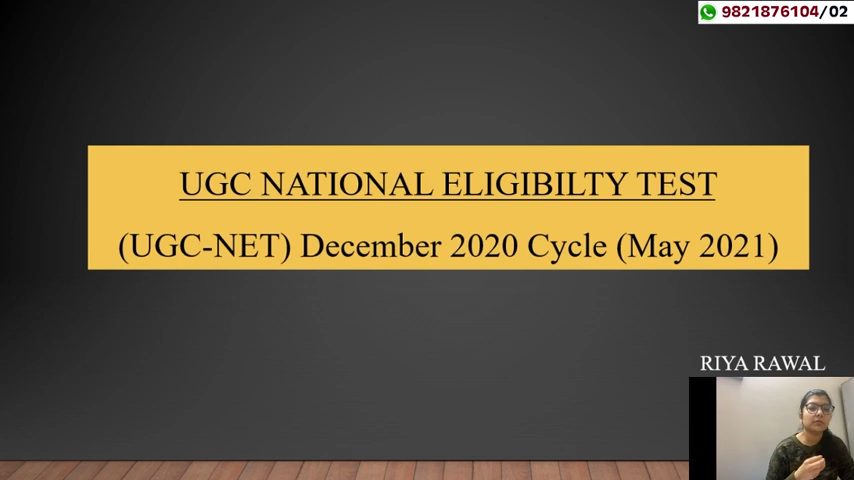 9821876104/02
UGC NATIONAL ELIGIBILTY TEST
(UGC-NET) December 2020 Cycle (May 2021)
RIYA RAWAL